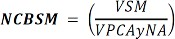 NCBSM = (VSM / VPCAyNA)